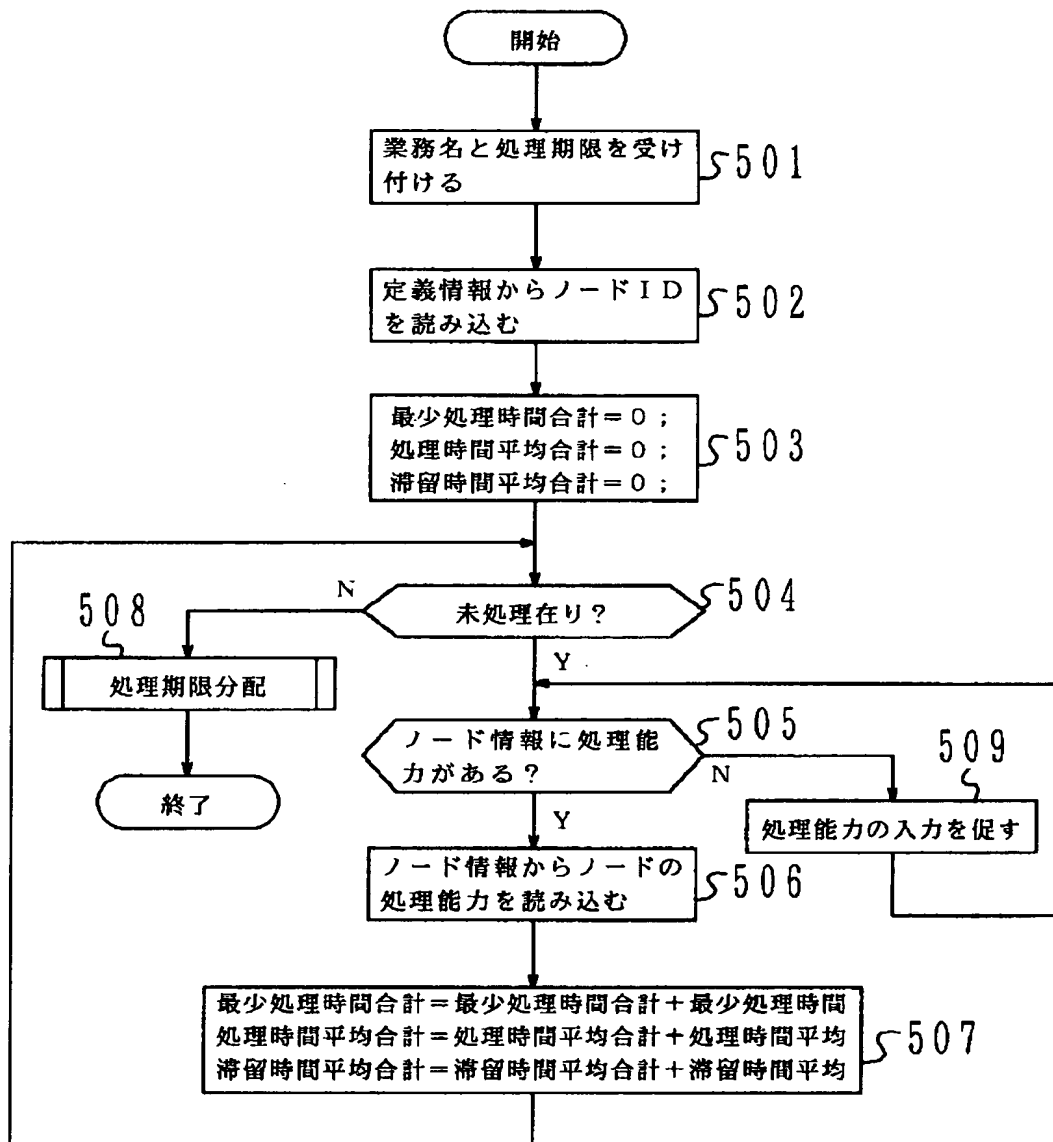 開始
業務名と処理期限を受け
付ける
501
定義情報からノードID
を読み込む
502
最少処理時間合計=0;
処理時間平均合計=0;
滞留時間平均合計=0;
503
未処理在り?
504
N
Y
508
処理期限分配
終了
ノード情報に処理能
力がある?
505
N
Y
509
処理能力の入力を促す
ノード情報からノードの
処理能力を読み込む
506
最少処理時間合計=最少処理時間合計+最少処理時間
処理時間平均合計=処理時間平均合計+処理時間平均
滞留時間平均合計=滞留時間平均合計+滞留時間平均
507